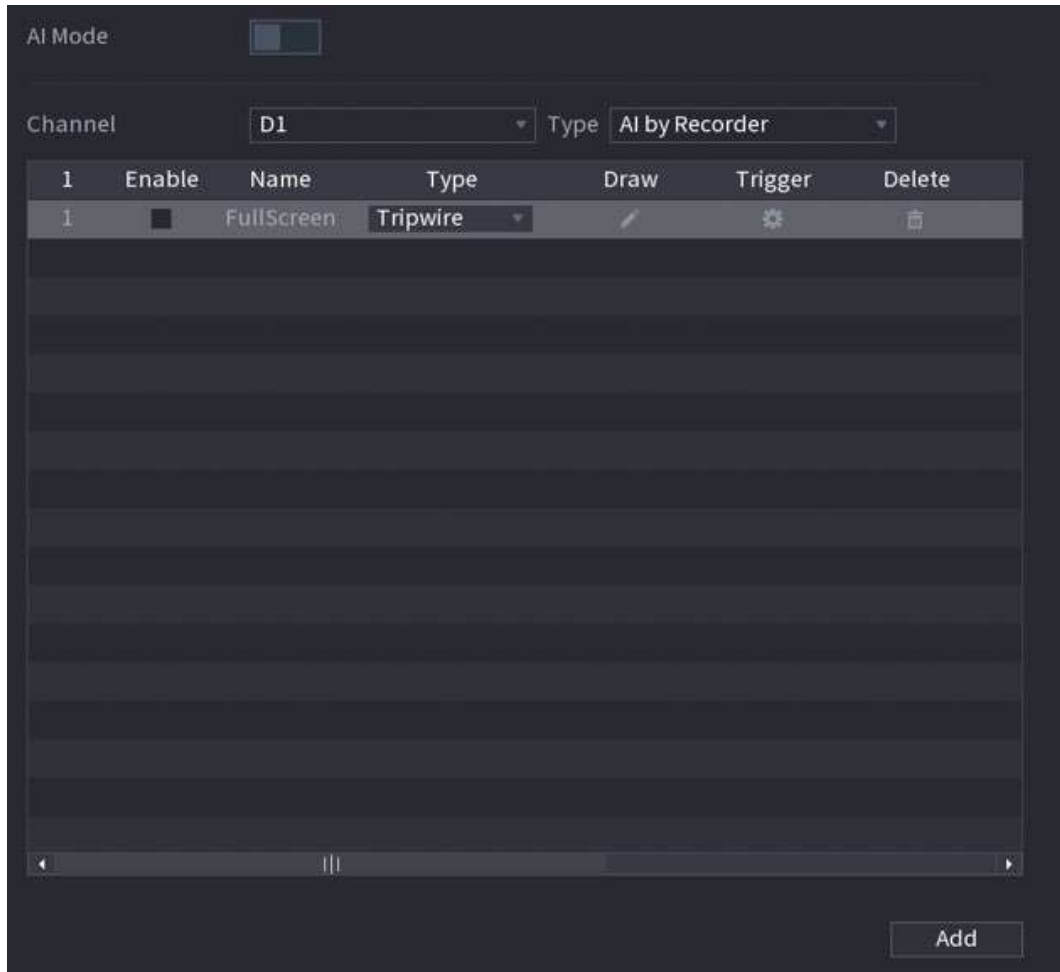 AI Mode
Channel D1 Type AI by Recorder
1 Enable Name Type Draw Trigger Delete
1 FullScreen Tripwire
Add